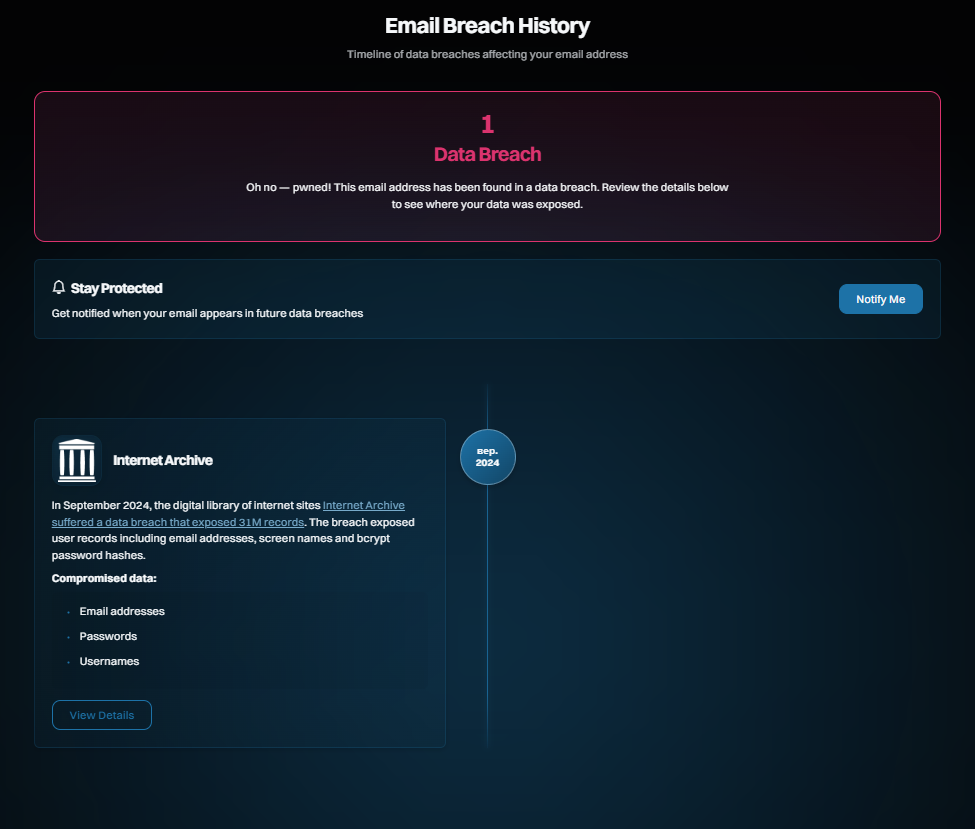 Email Breach History
Timeline of data breaches affecting your email address
1
Data Breach
Oh no — pwned! This email address has been found in a data breach. Review the details below
to see where your data was exposed.
Stay Protected
Get notified when your email appears in future data breaches
Notify Me
вер.
2024
Internet Archive
In September 2024, the digital library of internet sites Internet Archive
suffered a data breach that exposed 31M records. The breach exposed
user records including email addresses, screen names and bcrypt
password hashes.
Compromised data:
Email addresses
Passwords
Usernames
View Details